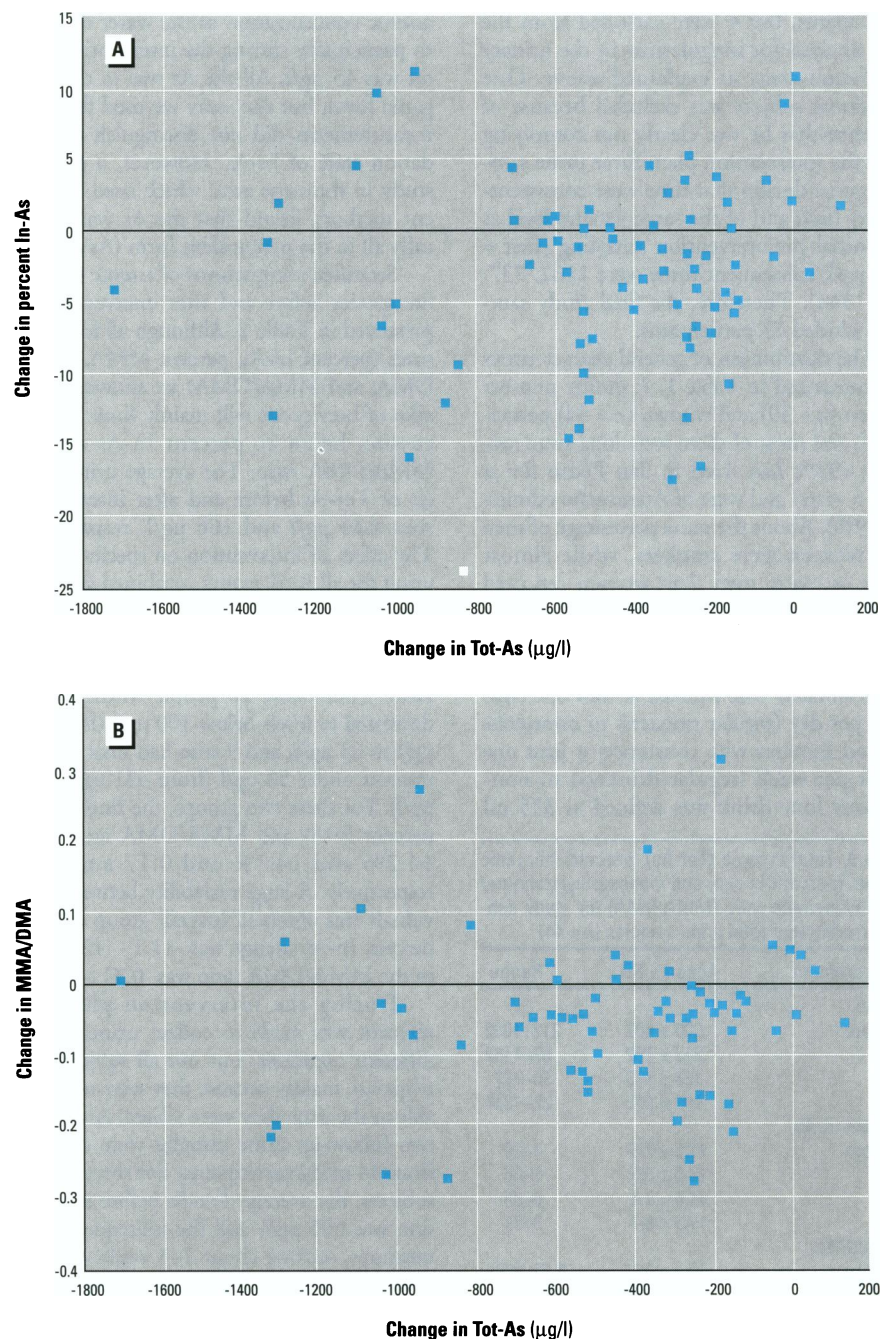 A
15
10
5
0
-5
-10
-15
-20
-25
Change in percent In-As
-1800 -1600 -1400 -1200 -1000 -800 -600 -400 -200 0 200
Change in Tot-As (µg/l)
B
0.4
0.3
0.2
0.1
0
-0.1
-0.2
-0.3
-0.4
Change in MMA/DMA
-1800 -1600 -1400 -1200 -1000 -800 -600 -400 -200 0 200
Change in Tot-As (µg/l)